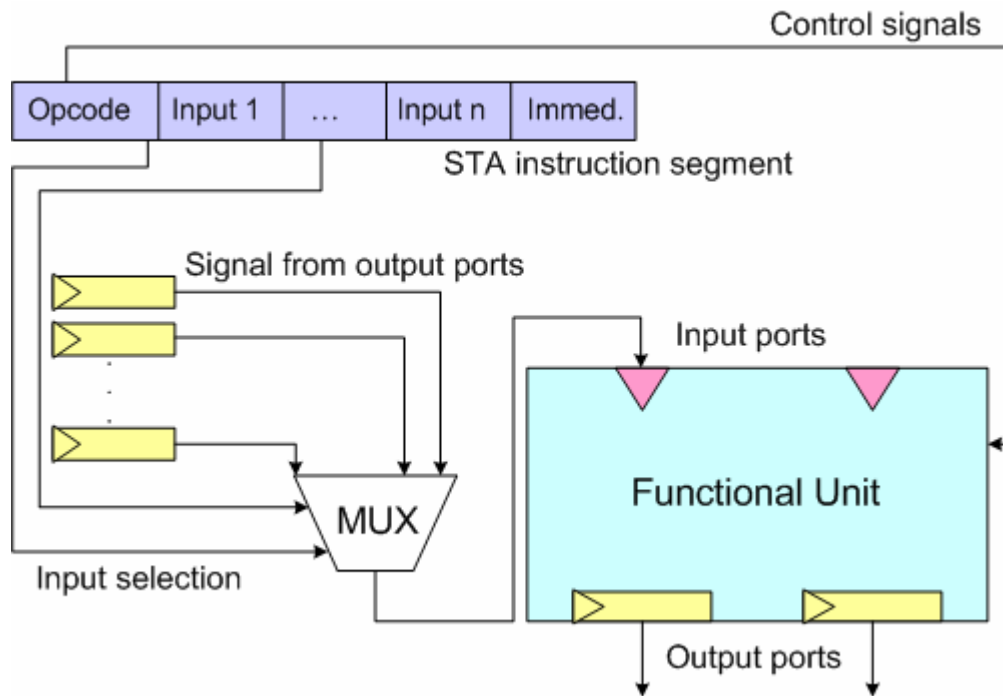 Control signals
Opcode Input 1 ... Input n Immed.
STA instruction segment
Signal from output ports
Input ports
Functional Unit
MUX
Input selection
Output ports